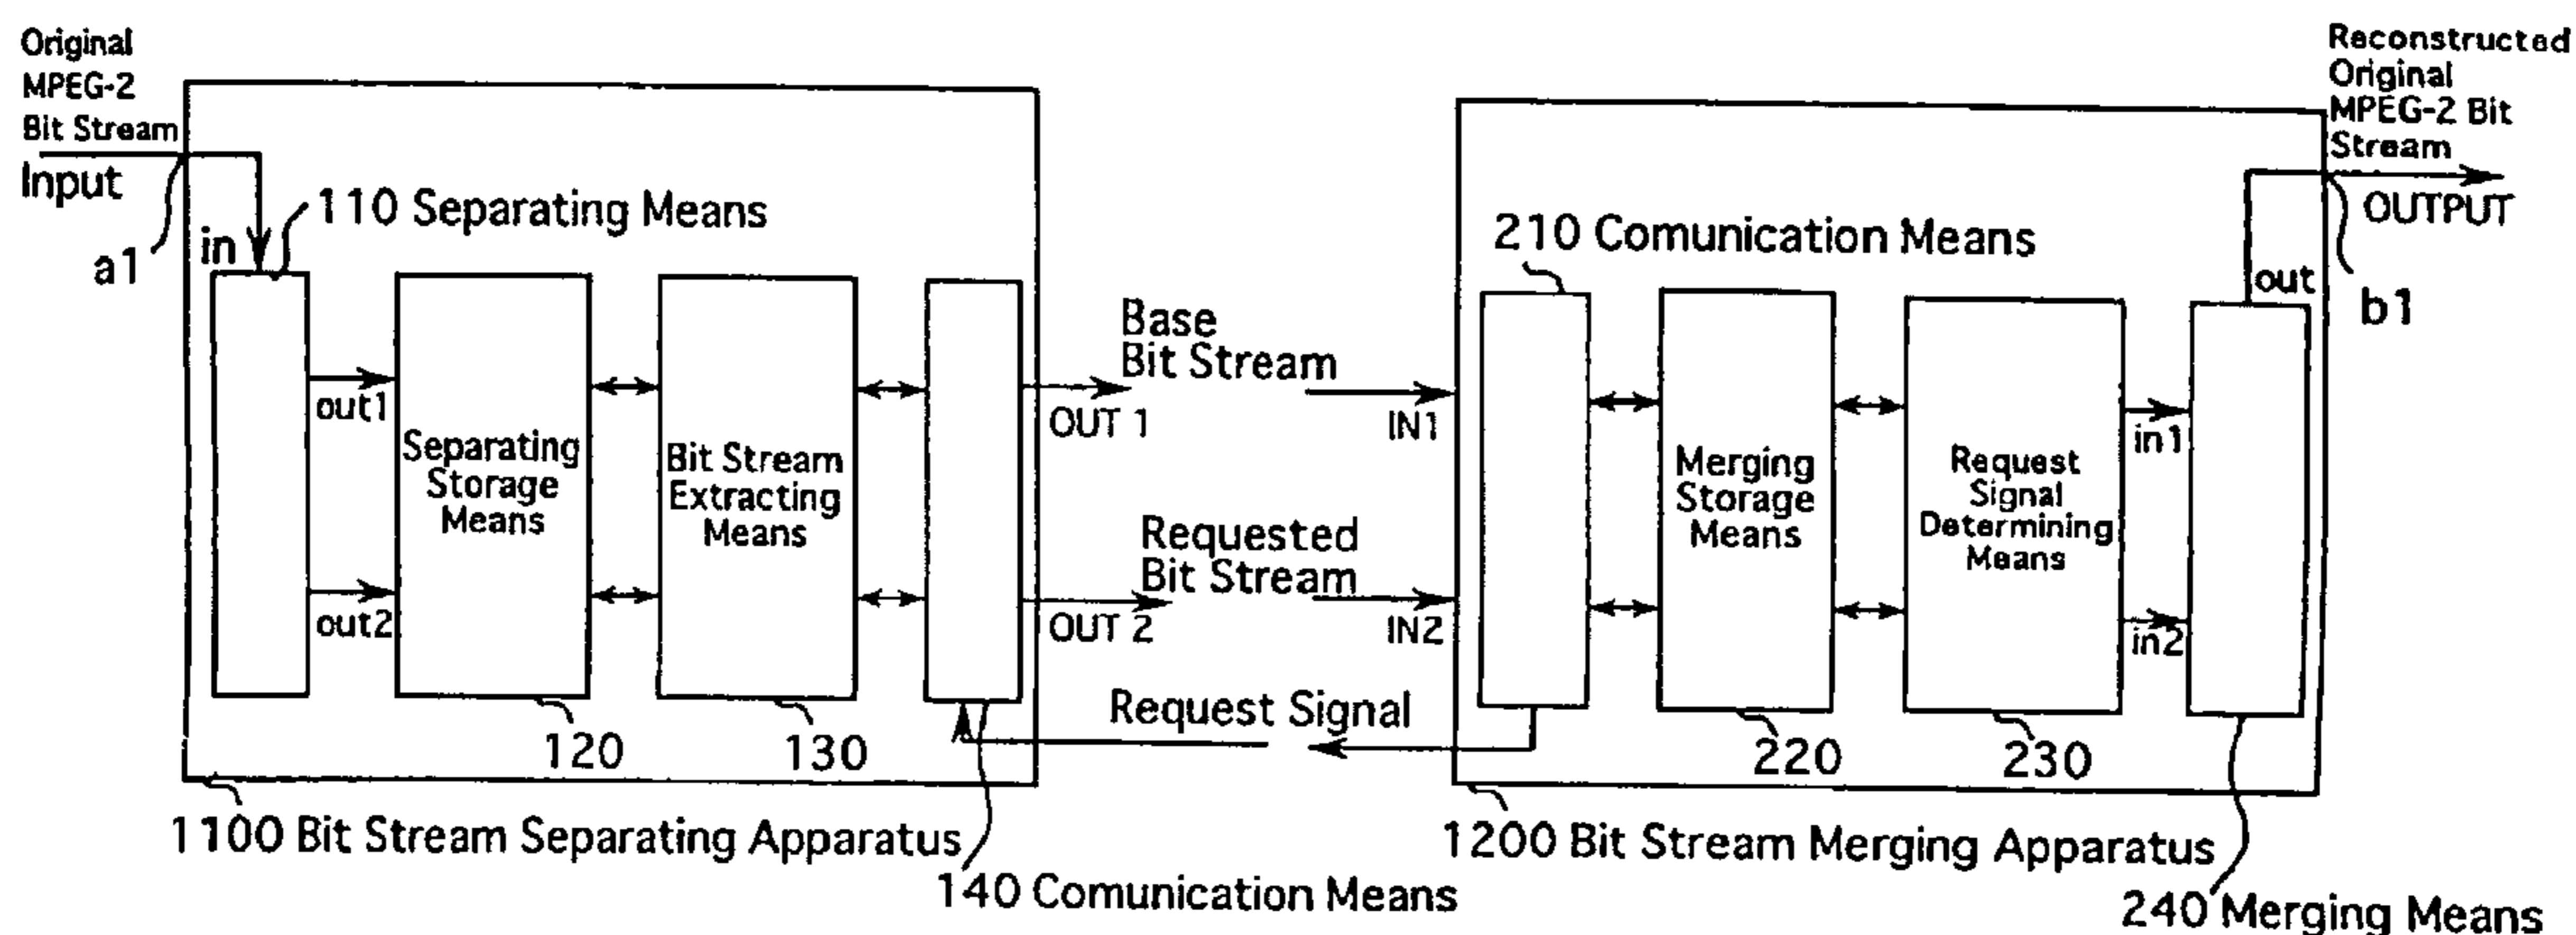 Original
MPEG-2
Bit Stream
Input
a1
in
110 Separating Means
out1
out2
Separating
Storage
Means
120
Bit Stream
Extracting
Means
130
1100 Bit Stream Separating Apparatus
140 Comunication Means
Base
Bit Stream
OUT 1
IN1
Requested
Bit Stream
OUT 2
IN2
Request Signal
210 Comunication Means
Merging
Storage
Means
220
Request
Signal
Determining
Means
230
in1
in2
out
Reconstructed
Original
MPEG-2 Bit
Stream
OUTPUT
b1
1200 Bit Stream Merging Apparatus
240 Merging Means